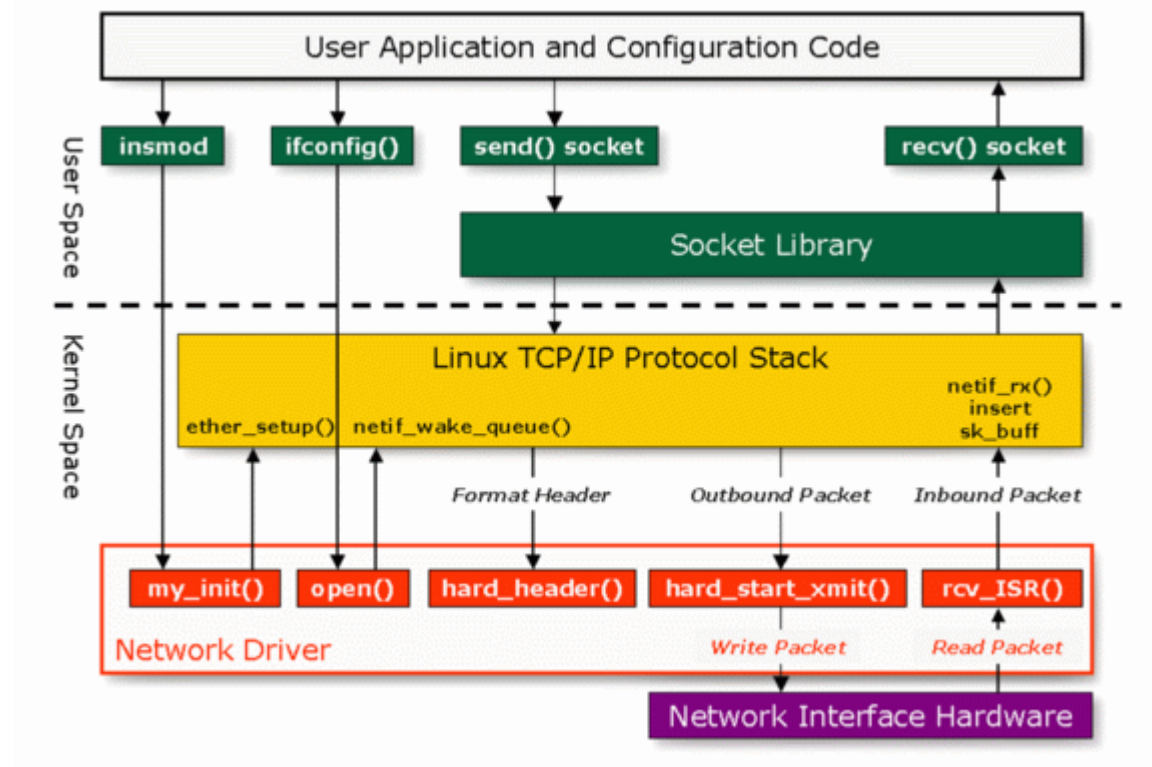 User Application and Configuration Code
insmod
ifconfig()
send() socket
recv() socket
User Space
Socket Library
Kernel Space
Linux TCP/IP Protocol Stack
netif_rx()
insert
sk_buff
ether_setup()
netif_wake_queue()
Format Header
Outbound Packet
Inbound Packet
my_init()
open()
hard_header()
hard_start_xmit()
rcv_ISR()
Network Driver
Write Packet
Read Packet
Network Interface Hardware